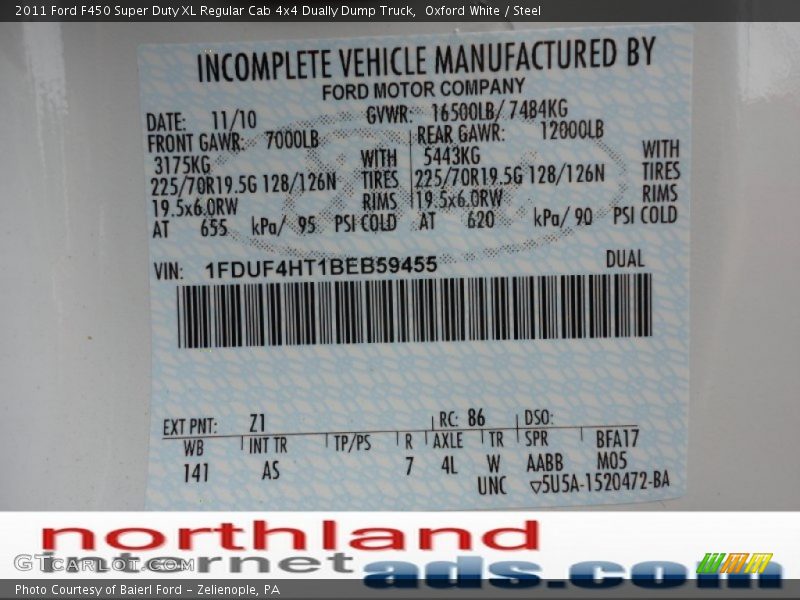 2011 Ford F450 Super Duty XL Regular Cab 4x4 Dually Dump Truck, Oxford White / Steel
INCOMPLETE VEHICLE MANUFACTURED BY
FORD MOTOR COMPANY
DATE: 11/10 GVWR: 16500LB/ 7484KG
FRONT GAWR: 7000LB REAR GAWR: 12000LB
3175KG WITH 5443KG WITH
225/70R19.5G 128/126N TIRES 225/70R19.5G 128/126N TIRES
19.5x6.0RW RIMS 19.5x6.0RW RIMS
AT 655 kPa/ 95 PSI COLD AT 620 kPa/ 90 PSI COLD
VIN: 1FDUF4HT1BEB59455 DUAL
EXT PNT: Z1 RC: 86 DSO:
WB INT TR TP/PS R AXLE TR SPR BFA17
141 AS 7 4L W AABB M05
UNC ▽5U5A-1520472-BA
northland
internet
ads.com
GTCARLOT.COM
Photo Courtesy of Baierl Ford - Zelienople, PA